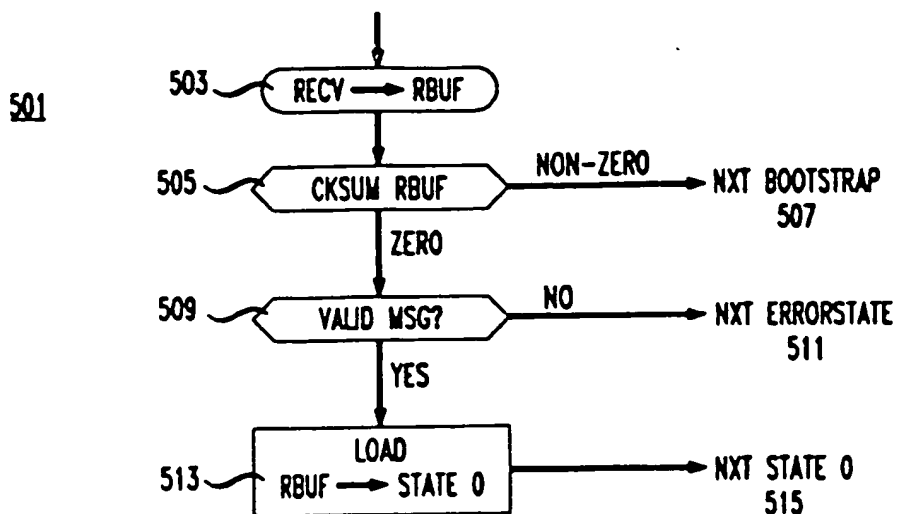 501
503
RECV → RBUF
505
CKSUM RBUF
NON-ZERO
NXT BOOTSTRAP
507
ZERO
509
VALID MSG?
NO
NXT ERRORSTATE
511
YES
513
LOAD
RBUF → STATE 0
NXT STATE 0
515